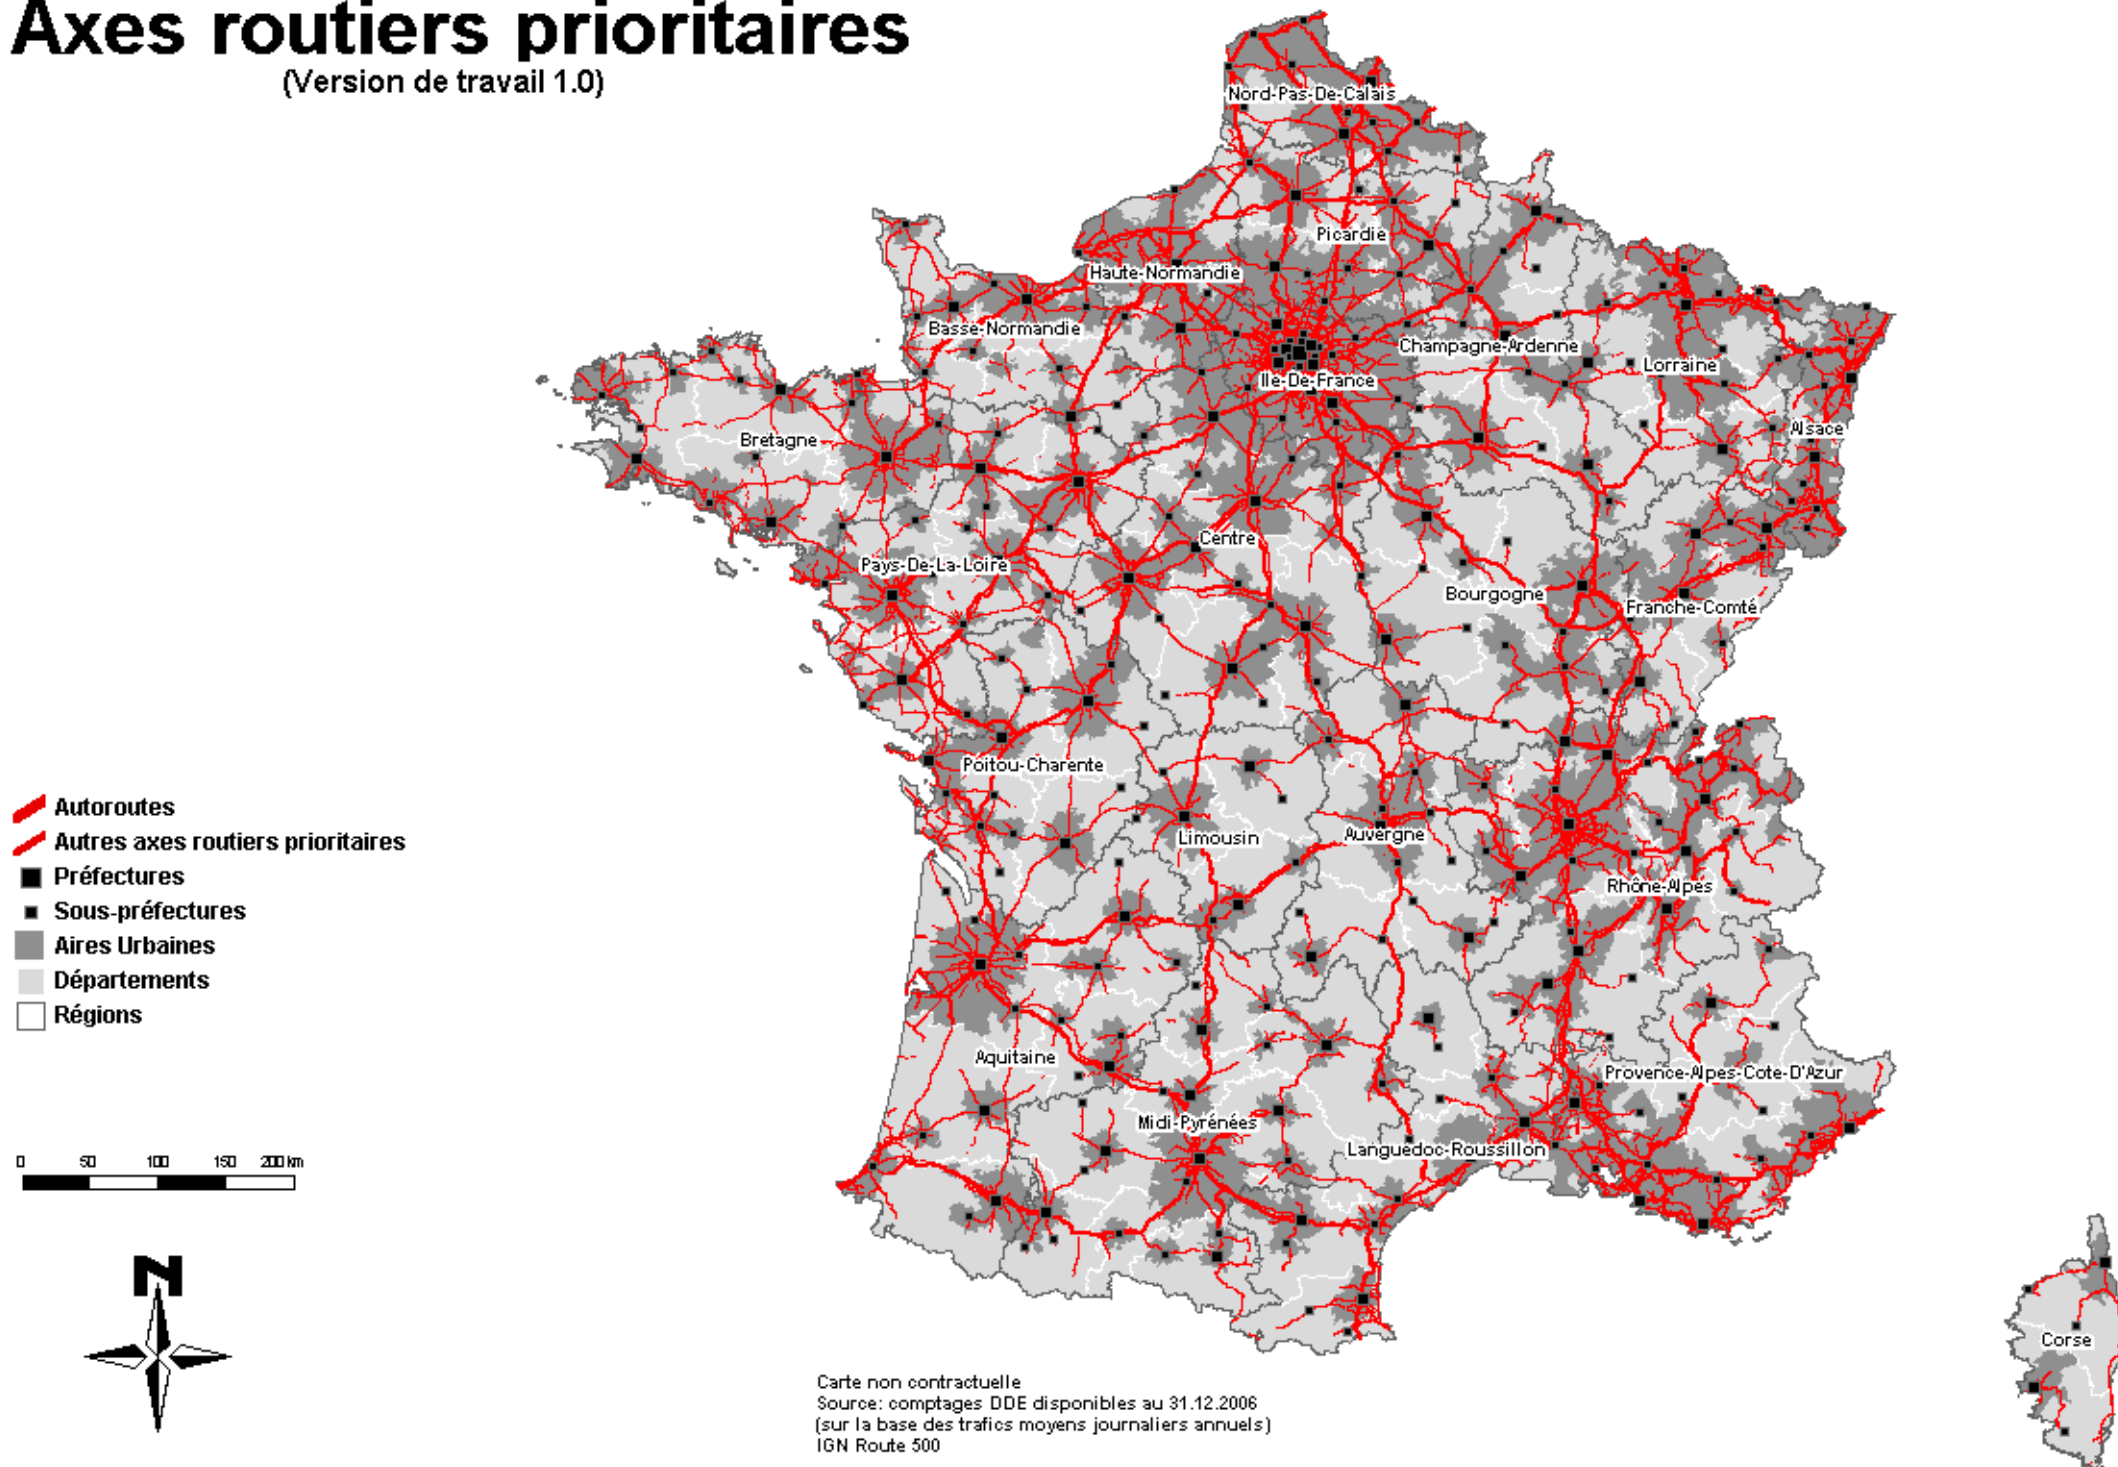 Axes routiers prioritaires
(Version de travail 1.0)
Nord-Pas-De-Calais
Picardie
Haute-Normandie
Basse-Normandie
Champagne-Ardenne
Lorraine
Ile-De-France
Alsace
Bretagne
Centre
Pays-De-La-Loire
Bourgogne
Franche-Comté
Poitou-Charente
Limousin
Auvergne
Rhône-Alpes
Aquitaine
Provence-Alpes-Cote-D'Azur
Midi-Pyrénées
Languedoc-Roussillon
Corse
Autoroutes
Autres axes routiers prioritaires
Préfectures
Sous-préfectures
Aires Urbaines
Départements
Régions
0 50 100 150 200 km
N
Carte non contractuelle
Source: comptages DDE disponibles au 31.12.2006
(sur la base des trafics moyens journaliers annuels)
IGN Route 500